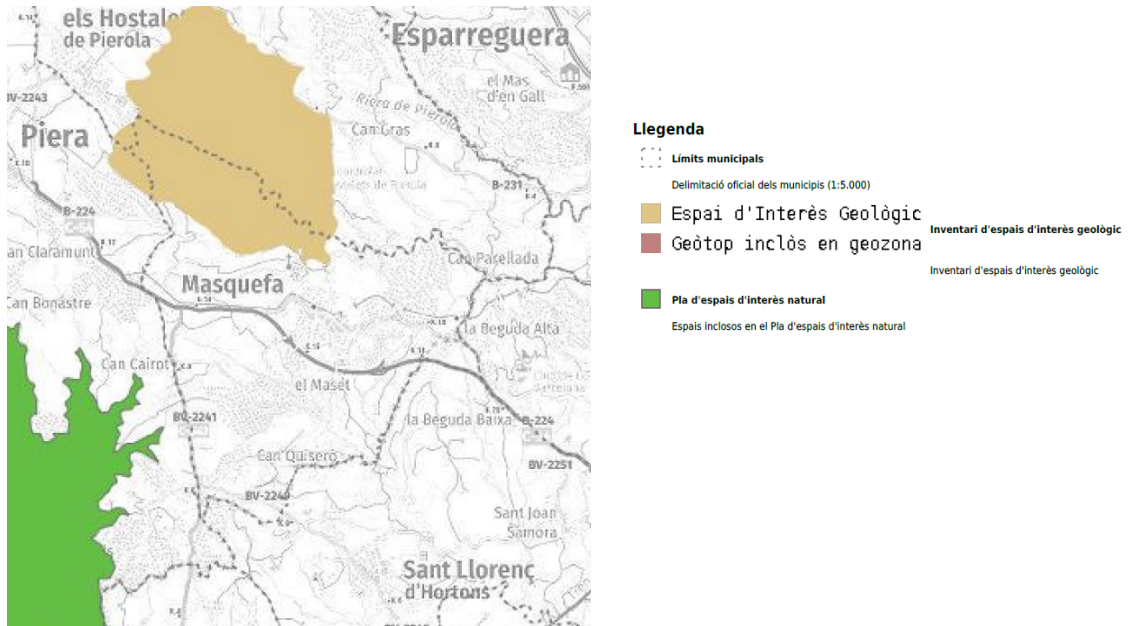 els Hostalet
de Pierola
Esparreguera
el Mas
d'en Gall
BV-2243
Riera de Pierola
Can Gras
Piera
B-231
B-224
an Claramunt
Can Parellada
Masquefa
Can Bonastre
la Beguda Alta
Can Cairot
el Maset
BV-2241
la Beguda Baixa
B-224
Can Quiseró
BV-2251
BV-2249
Sant Joan
Samora
Sant Llorenç
d'Hortons
Llegenda
Límits municipals
Delimitació oficial dels municipis (1:5.000)
Espai d'Interès Geològic
Geòtop inclòs en geozona
Inventari d'espais d'interès geològic
Inventari d'espais d'interès geològic
Pla d'espais d'interès natural
Espais inclosos en el Pla d'espais d'interès natural